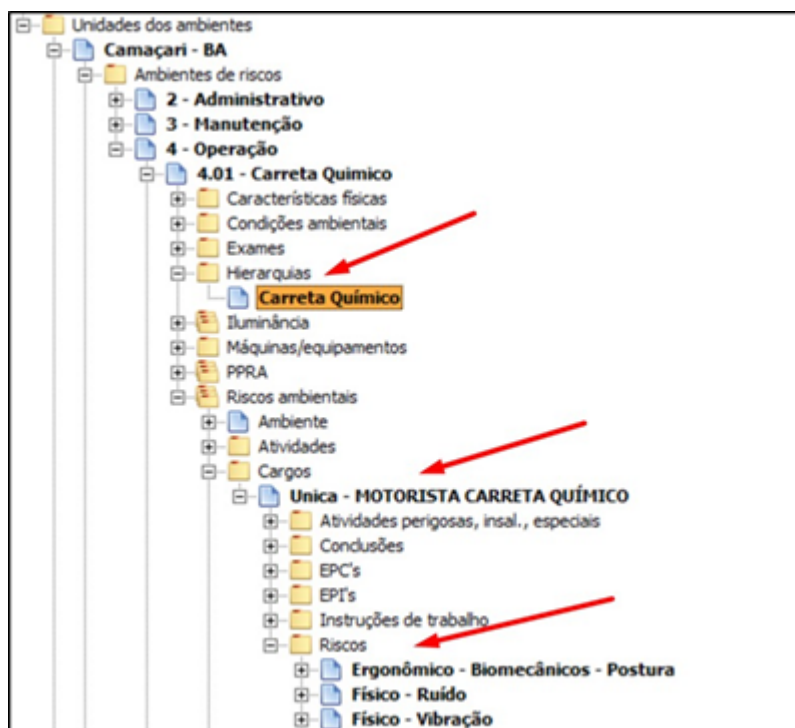 Unidades dos ambientes
Camaçari - BA
Ambientes de riscos
2 - Administrativo
3 - Manutenção
4 - Operação
4.01 - Carreta Quimico
Características físicas
Condições ambientais
Exames
Hierarquias
Carreta Químico
Iluminância
Máquinas/equipamentos
PPRA
Riscos ambientais
Ambiente
Atividades
Cargos
Unica - MOTORISTA CARRETA QUÍMICO
Atividades perigosas, insal., especiais
Conclusões
EPC's
EPI's
Instruções de trabalho
Riscos
Ergonômico - Biomecânicos - Postura
Físico - Ruído
Físico - Vibração